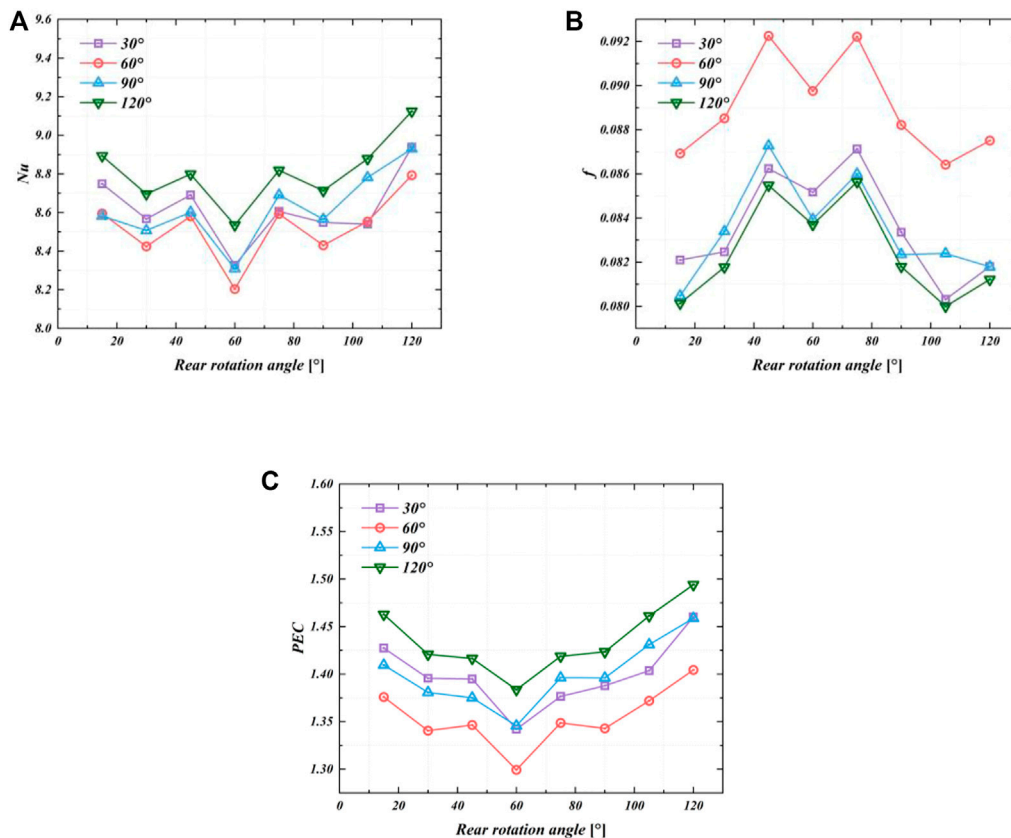 A
9.6
9.4
9.2
9.0
8.8
8.6
8.4
8.2
8.0
Nu
30°
60°
90°
120°
0 20 40 60 80 100 120
Rear rotation angle [°]
B
0.092
0.090
0.088
0.086
0.084
0.082
0.080
f
30°
60°
90°
120°
0 20 40 60 80 100 120
Rear rotation angle [°]
C
1.60
1.55
1.50
1.45
1.40
1.35
1.30
PEC
30°
60°
90°
120°
0 20 40 60 80 100 120
Rear rotation angle [°]